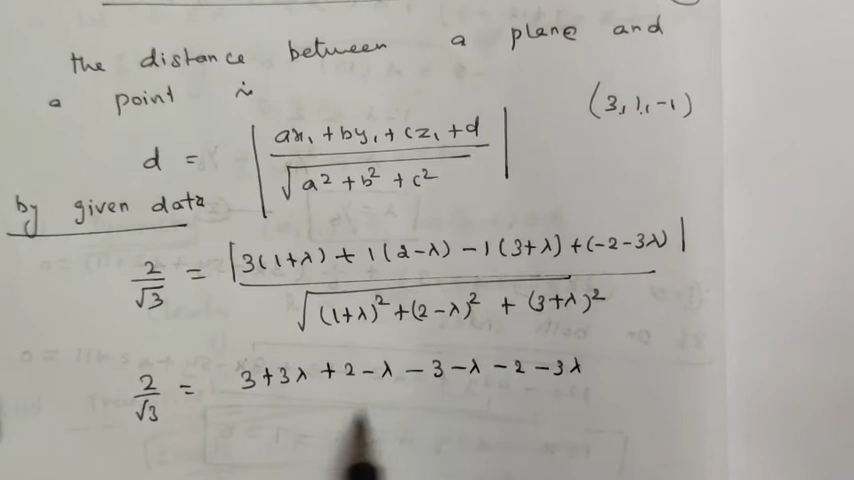 the distance between a plane and
a point is
(3, 1, -1)
d = | ax₁ + by₁ + cz₁ + d / √(a² + b² + c²) |
by given data
2/√3 = |3(1+λ) + 1(2-λ) - 1(3+λ) + (-2-3λ)| / √((1+λ)² + (2-λ)² + (3+λ)²)
2/√3 = 3+3λ+2-λ-3-λ-2-3λ